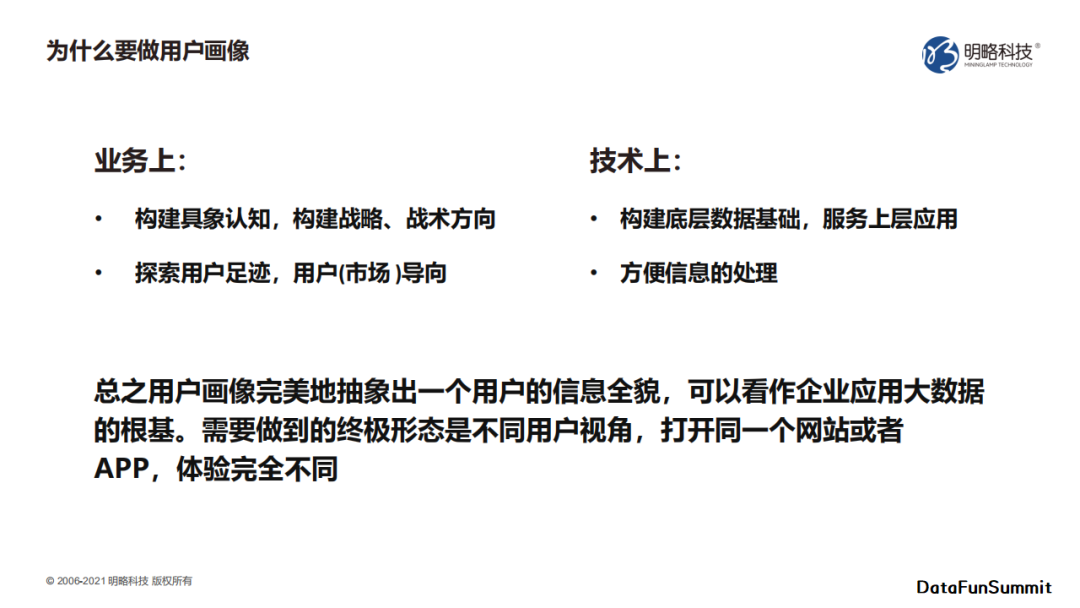 为什么要做用户画像
明略科技®
MININGLAMP TECHNOLOGY
业务上：
• 构建具象认知，构建战略、战术方向
• 探索用户足迹，用户(市场 )导向
技术上：
• 构建底层数据基础，服务上层应用
• 方便信息的处理
总之用户画像完美地抽象出一个用户的信息全貌，可以看作企业应用大数据
的根基。需要做到的终极形态是不同用户视角，打开同一个网站或者
APP，体验完全不同
© 2006-2021 明略科技 版权所有
DataFunSummit